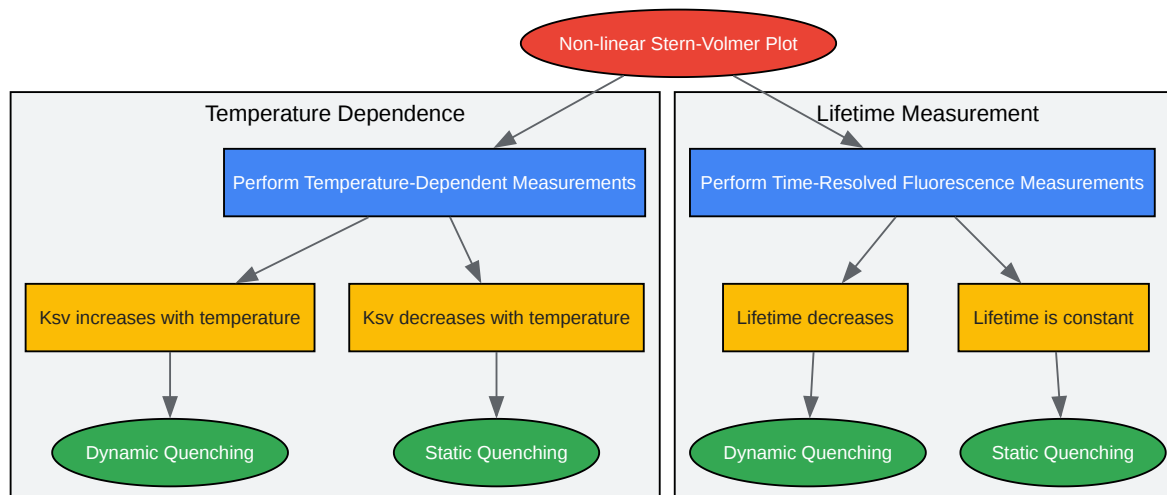 Non-linear Stern-Volmer Plot
Temperature Dependence
Lifetime Measurement
Perform Temperature-Dependent Measurements
Perform Time-Resolved Fluorescence Measurements
Ksv increases with temperature
Ksv decreases with temperature
Lifetime decreases
Lifetime is constant
Dynamic Quenching
Static Quenching
Dynamic Quenching
Static Quenching